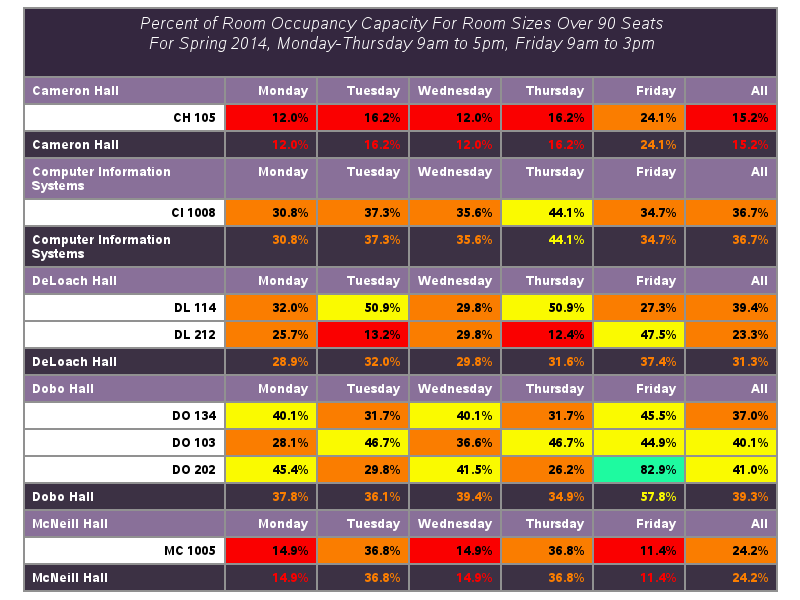 Percent of Room Occupancy Capacity For Room Sizes Over 90 Seats
For Spring 2014, Monday-Thursday 9am to 5pm, Friday 9am to 3pm
Cameron Hall Monday Tuesday Wednesday Thursday Friday All
CH 105 12.0% 16.2% 12.0% 16.2% 24.1% 15.2%
Cameron Hall 12.0% 16.2% 12.0% 16.2% 24.1% 15.2%
Computer Information Monday Tuesday Wednesday Thursday Friday All
Systems
CI 1008 30.8% 37.3% 35.6% 44.1% 34.7% 36.7%
Computer Information 30.8% 37.3% 35.6% 44.1% 34.7% 36.7%
Systems
DeLoach Hall Monday Tuesday Wednesday Thursday Friday All
DL 114 32.0% 50.9% 29.8% 50.9% 27.3% 39.4%
DL 212 25.7% 13.2% 29.8% 12.4% 47.5% 23.3%
DeLoach Hall 28.9% 32.0% 29.8% 31.6% 37.4% 31.3%
Dobo Hall Monday Tuesday Wednesday Thursday Friday All
DO 134 40.1% 31.7% 40.1% 31.7% 45.5% 37.0%
DO 103 28.1% 46.7% 36.6% 46.7% 44.9% 40.1%
DO 202 45.4% 29.8% 41.5% 26.2% 82.9% 41.0%
Dobo Hall 37.8% 36.1% 39.4% 34.9% 57.8% 39.3%
McNeill Hall Monday Tuesday Wednesday Thursday Friday All
MC 1005 14.9% 36.8% 14.9% 36.8% 11.4% 24.2%
McNeill Hall 14.9% 36.8% 14.9% 36.8% 11.4% 24.2%